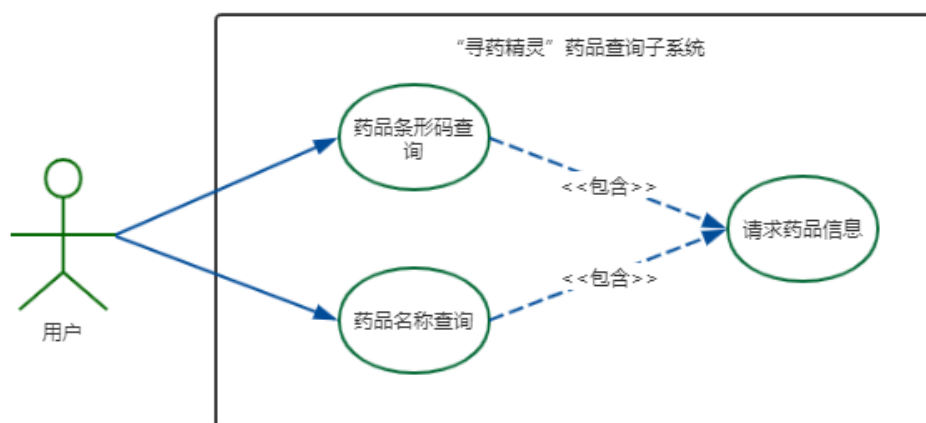 “寻药精灵”药品查询子系统
药品条形码查
询
<<包含>>
请求药品信息
<<包含>>
药品名称查询
用户